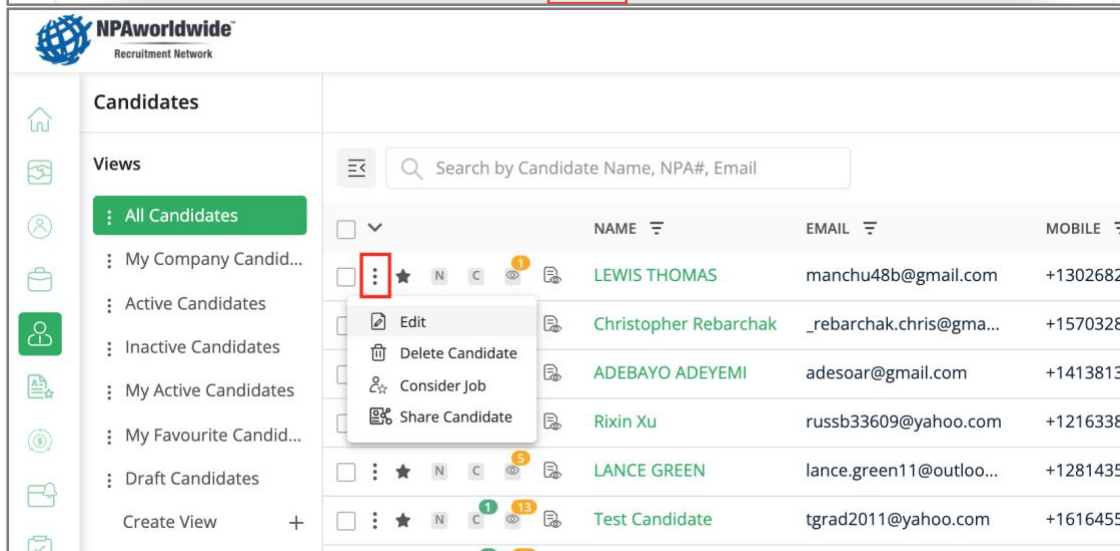 NPAworldwide™
Recruitment Network
Candidates
Views
Search by Candidate Name, NPA#, Email
All Candidates
My Company Candid...
Active Candidates
Inactive Candidates
My Active Candidates
My Favourite Candid...
Draft Candidates
Create View +
NAME EMAIL MOBILE
N C 1 LEWIS THOMAS manchu48b@gmail.com +1302682
Edit
Delete Candidate
Consider Job
Share Candidate
Christopher Rebarchak _rebarchak.chris@gma... +1570328
ADEBAYO ADEYEMI adesoar@gmail.com +1413813
Rixin Xu russb33609@yahoo.com +1216338
N C 5 LANCE GREEN lance.green11@outloo... +1281435
N C 1 13 Test Candidate tgrad2011@yahoo.com +1616455